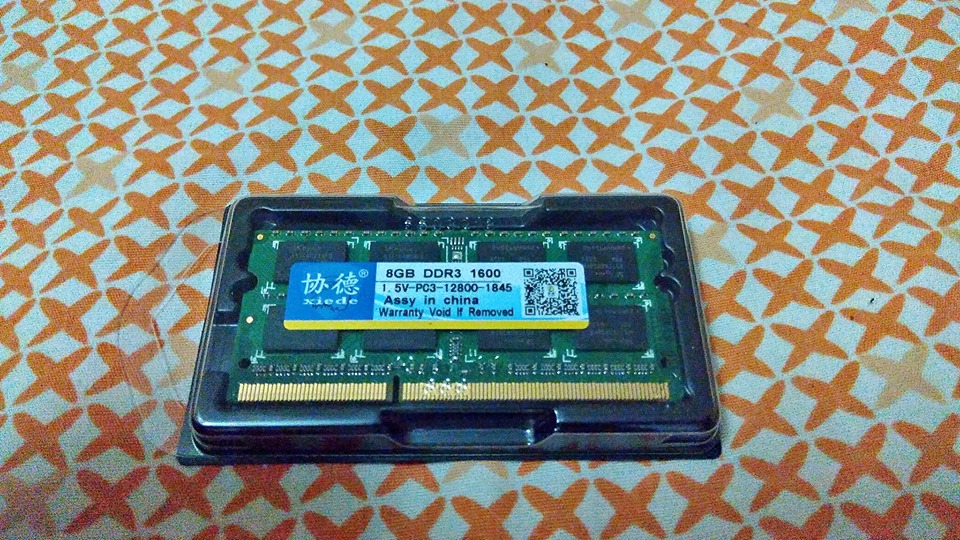 协德®
xiede
8GB DDR3 1600
1.5V-PC3-12800-1845
Assy in china
Warranty Void If Removed